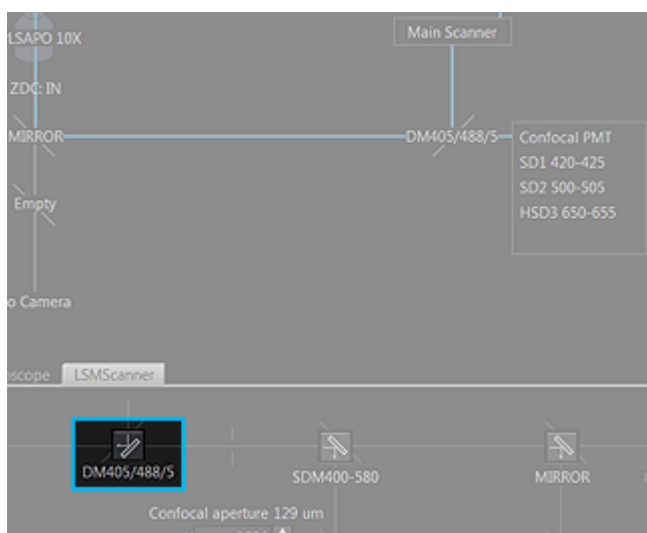 LSAPO 10X
Main Scanner
ZDC: IN
MIRROR
DM405/488/5
Confocal PMT
SD1 420-425
SD2 500-505
HSD3 650-655
Empty
o Camera
oscope
LSMScanner
DM405/488/5
SDM400-580
MIRROR
Confocal aperture 129 um